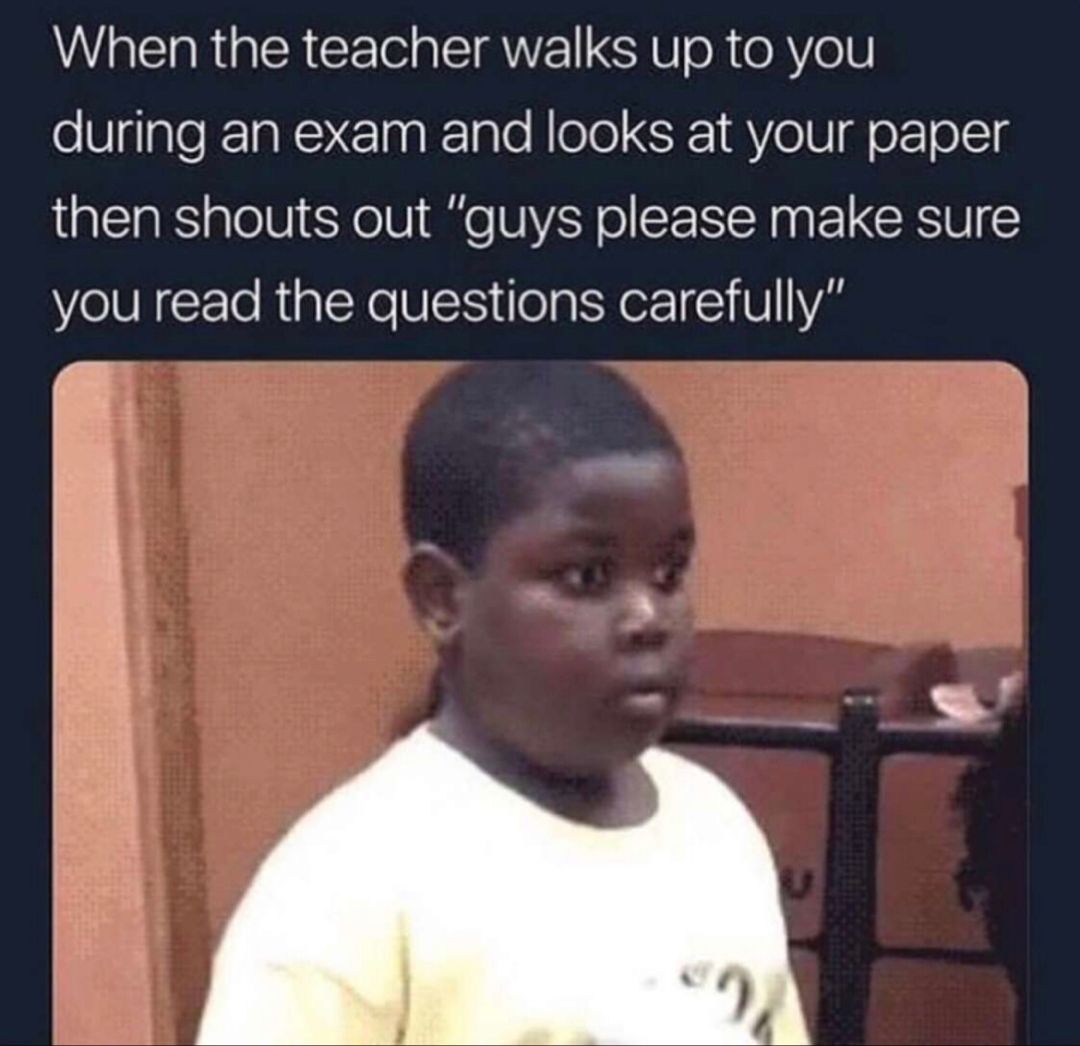 When the teacher walks up to you
during an exam and looks at your paper
then shouts out "guys please make sure
you read the questions carefully"